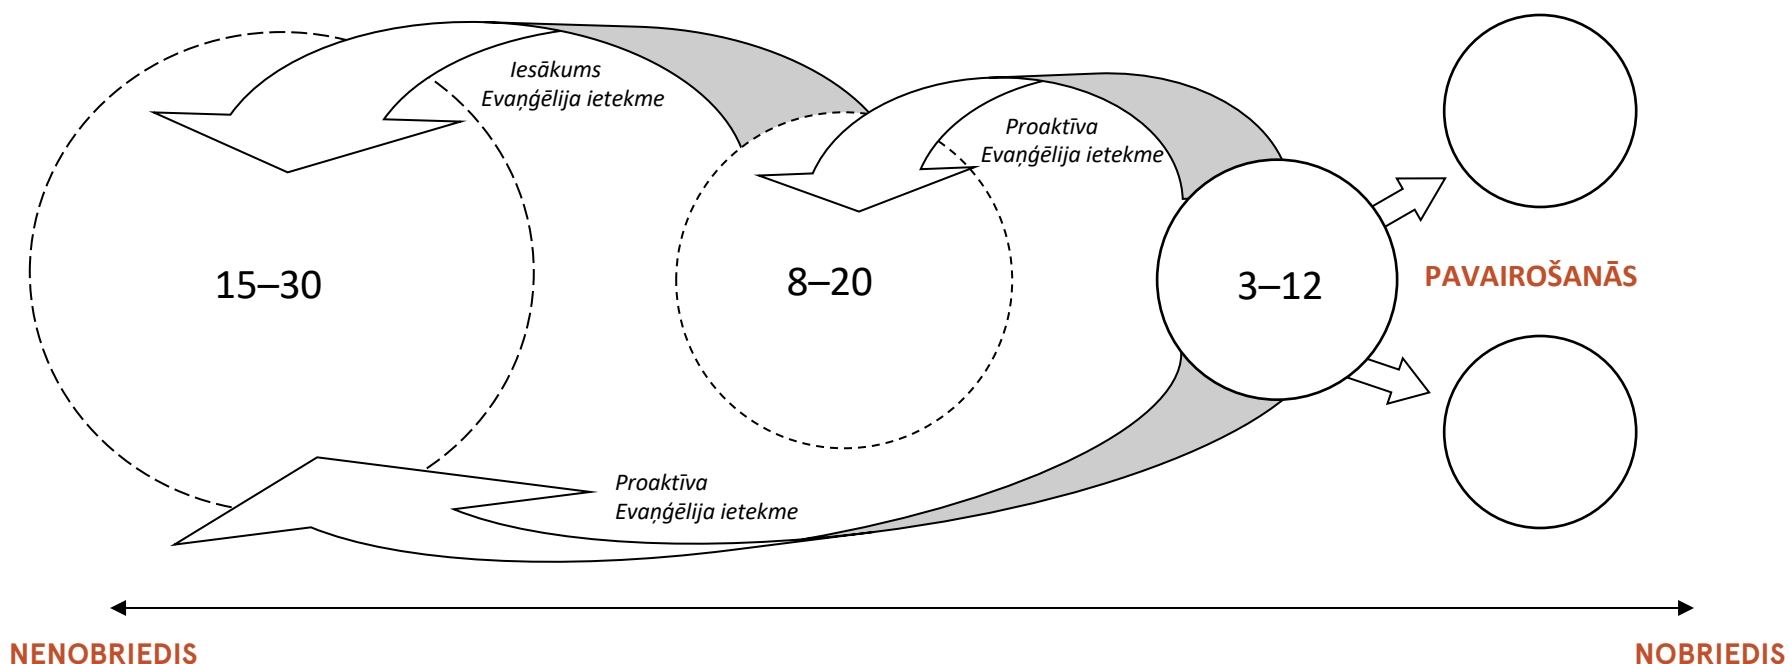 Iesākums
Evaņģēlija ietekme
Proaktīva
Evaņģēlija ietekme
15–30
8–20
3–12
PAVAIROŠANĀS
Proaktīva
Evaņģēlija ietekme
NENOBRIEDIS
NOBRIEDIS